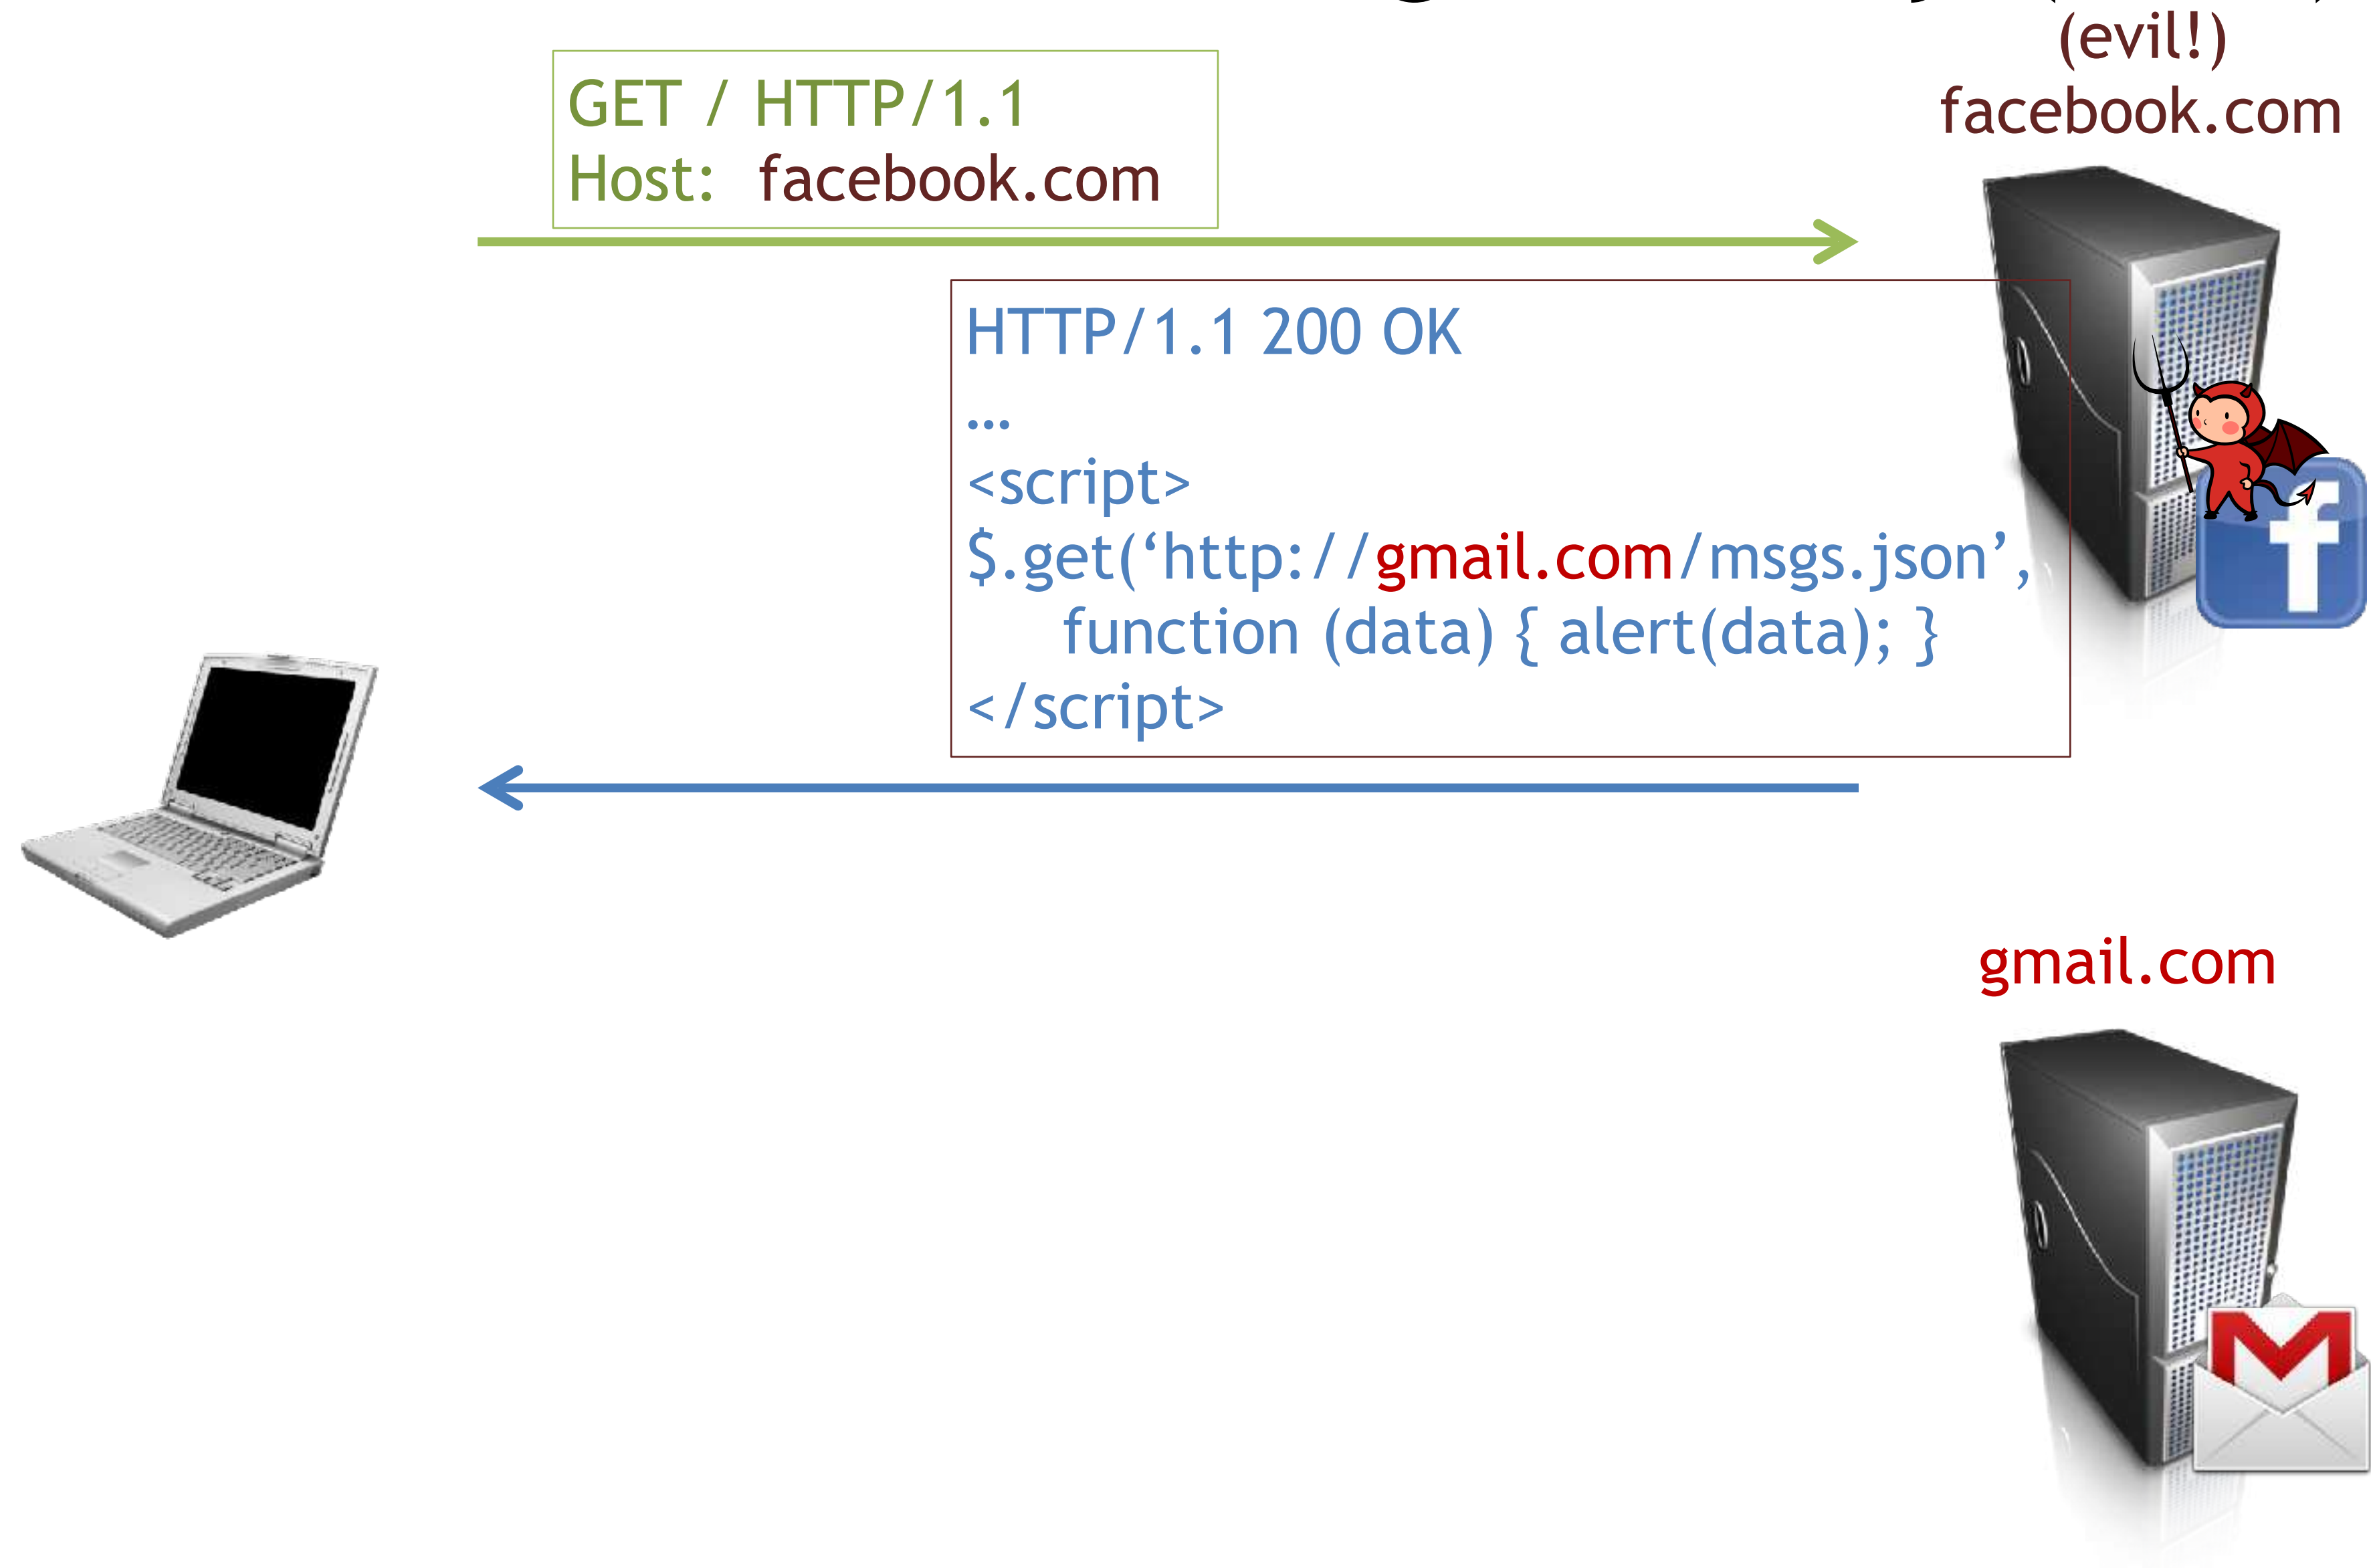 (evil!)
facebook.com
GET / HTTP/1.1
Host: facebook.com
HTTP/1.1 200 OK
…
<script>
$.get(‘http://gmail.com/msgs.json’,
function (data) { alert(data); }
</script>
gmail.com